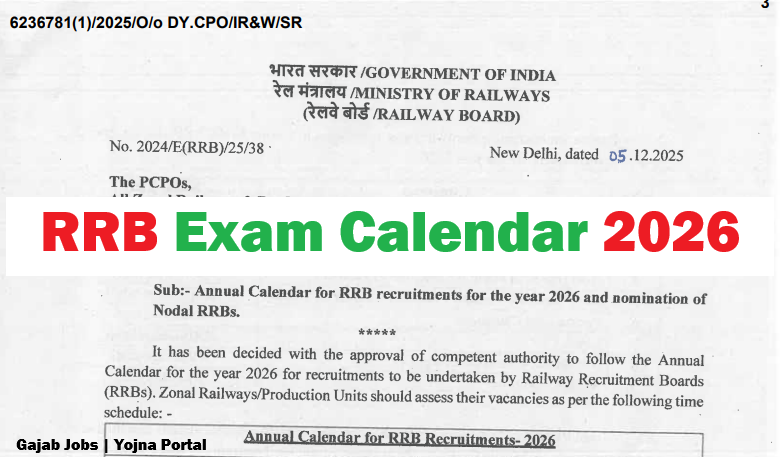 3
6236781(1)/2025/O/o DY.CPO/IR&W/SR
भारत सरकार /GOVERNMENT OF INDIA
रेल मंत्रालय /MINISTRY OF RAILWAYS
(रेलवे बोर्ड /RAILWAY BOARD)
No. 2024/E(RRB)/25/38
New Delhi, dated 05.12.2025
The PCPOs,
RRB Exam Calendar 2026
Sub:- Annual Calendar for RRB recruitments for the year 2026 and nomination of
Nodal RRBs.
*****
It has been decided with the approval of competent authority to follow the Annual
Calendar for the year 2026 for recruitments to be undertaken by Railway Recruitment Boards
(RRBs). Zonal Railways/Production Units should assess their vacancies as per the following time
schedule: -
Gajab Jobs | Yojna Portal
Annual Calendar for RRB Recruitments- 2026